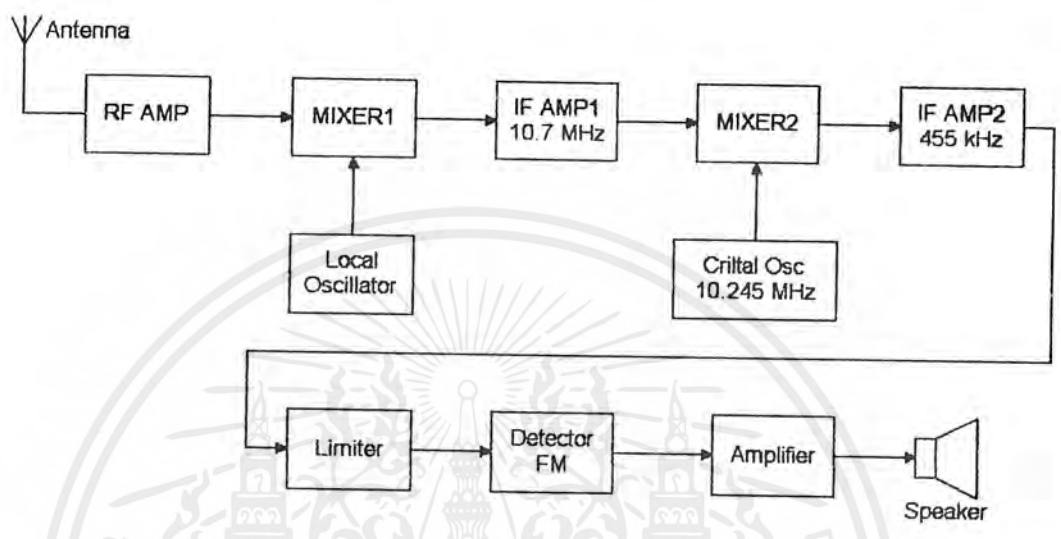 Antenna
RF AMP
MIXER1
IF AMP1
10.7 MHz
MIXER2
IF AMP2
455 kHz
Local
Oscillator
Criltal Osc
10.245 MHz
Limiter
Detector
FM
Amplifier
Speaker